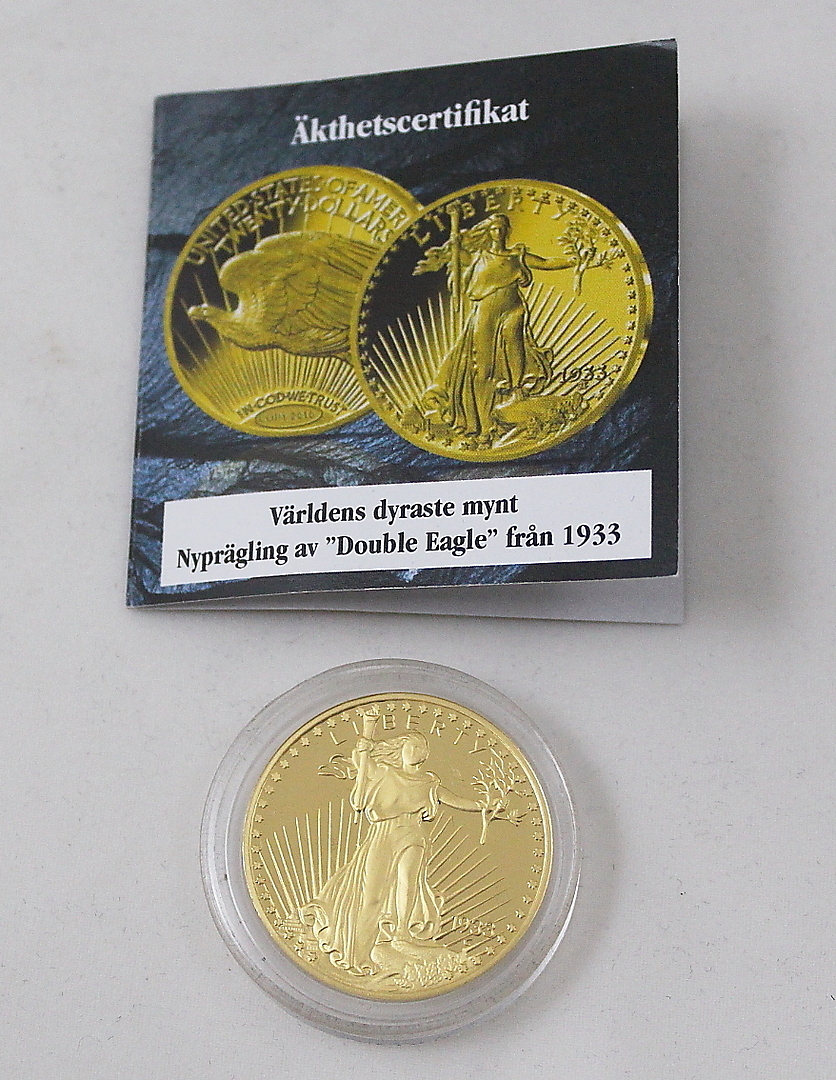 Äkthetscertifikat
UNITED·STATES·OF·AMER
TWENTY·DOLLARS
IN·GOD·WE·TRUST
LIBERTY
1933
Världens dyraste mynt
Nyprägling av ”Double Eagle” från 1933
LIBERTY
1933